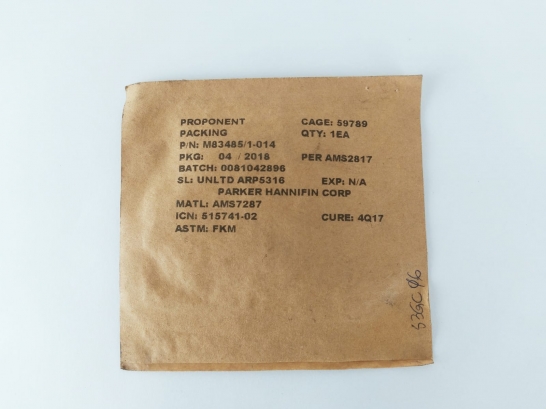 PROPONENT CAGE: 59789
PACKING QTY: 1EA
P/N: M83485/1-014
PKG: 04 / 2018 PER AMS2817
BATCH: 0081042896
SL: UNLTD ARP5316 EXP: N/A
PARKER HANNIFIN CORP
MATL: AMS7287
ICN: 515741-02 CURE: 4Q17
ASTM: FKM